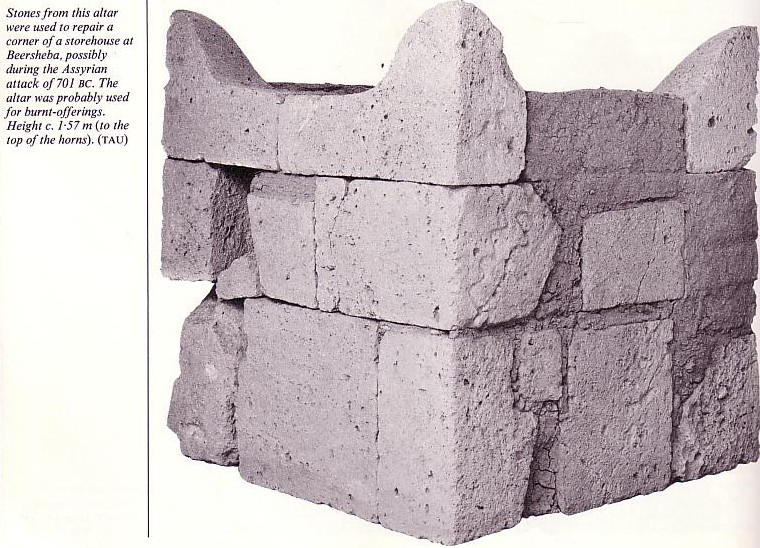 Stones from this altar
were used to repair a
corner of a storehouse at
Beersheba, possibly
during the Assyrian
attack of 701 BC. The
altar was probably used
for burnt-offerings.
Height c. 1·57 m (to the
top of the horns). (TAU)